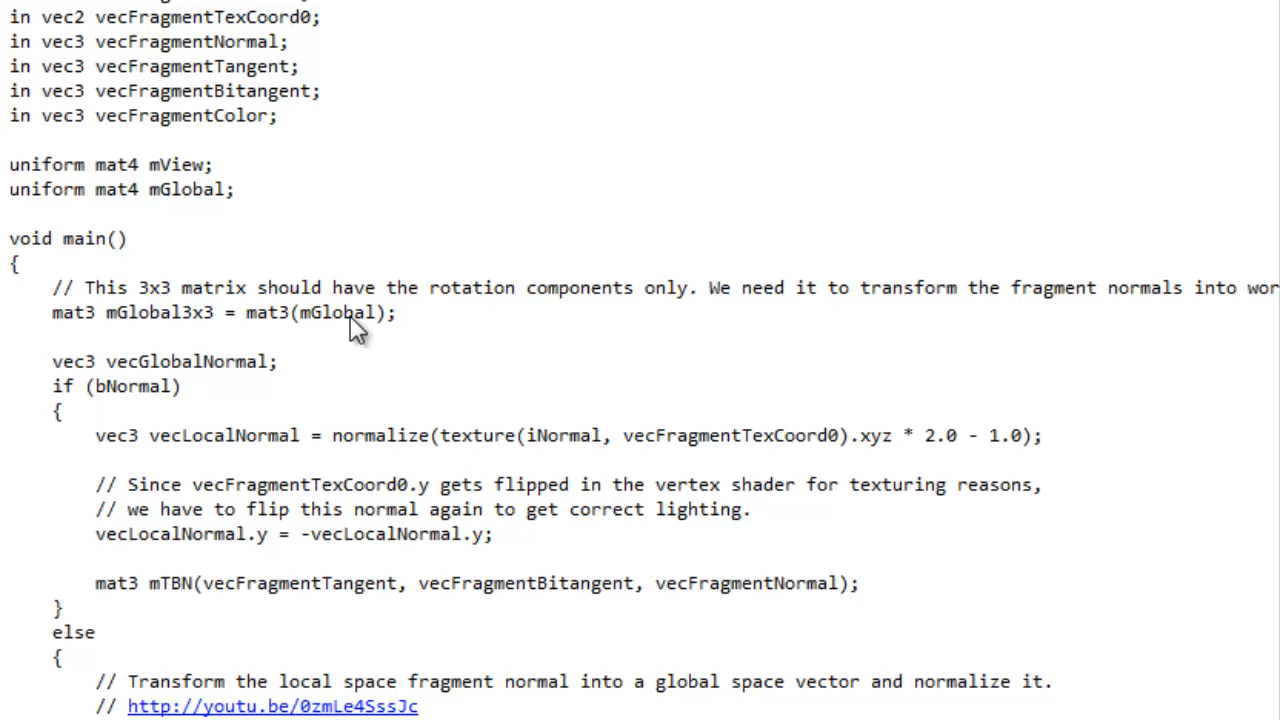 in vec2 vecFragmentTexCoord0;
in vec3 vecFragmentNormal;
in vec3 vecFragmentTangent;
in vec3 vecFragmentBitangent;
in vec3 vecFragmentColor;
uniform mat4 mView;
uniform mat4 mGlobal;
void main()
{
// This 3x3 matrix should have the rotation components only. We need it to transform the fragment normals into wor
mat3 mGlobal3x3 = mat3(mGlobal);
vec3 vecGlobalNormal;
if (bNormal)
{
vec3 vecLocalNormal = normalize(texture(iNormal, vecFragmentTexCoord0).xyz * 2.0 - 1.0);
// Since vecFragmentTexCoord0.y gets flipped in the vertex shader for texturing reasons,
// we have to flip this normal again to get correct lighting.
vecLocalNormal.y = -vecLocalNormal.y;
mat3 mTBN(vecFragmentTangent, vecFragmentBitangent, vecFragmentNormal);
}
else
{
// Transform the local space fragment normal into a global space vector and normalize it.
// http://youtu.be/0zmLe4SssJc